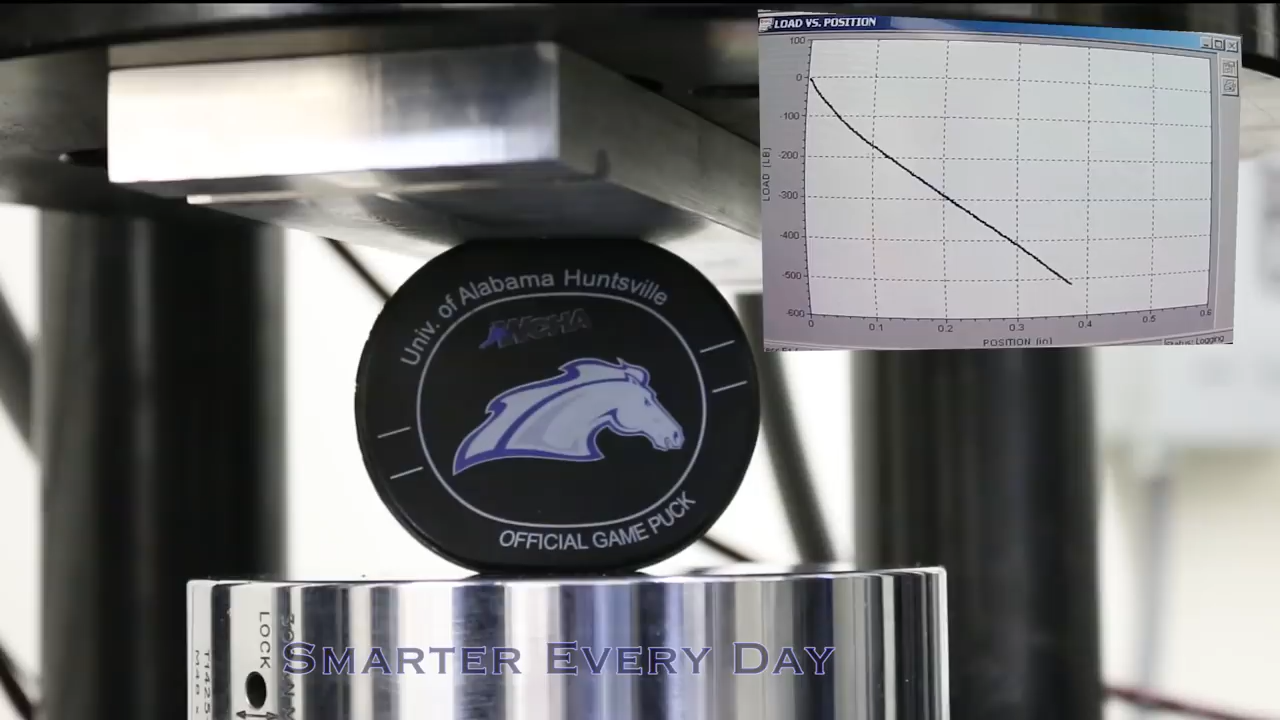 LOAD VS. POSITION
100
0
-100
-200
-300
-400
-500
-600
LOAD [LB]
0 0.1 0.2 0.3 0.4 0.5 0.6
POSITION [in]
Status: Logging
Univ. of Alabama Huntsville
WCHA
OFFICIAL GAME PUCK
LOCK
SMARTER EVERY DAY